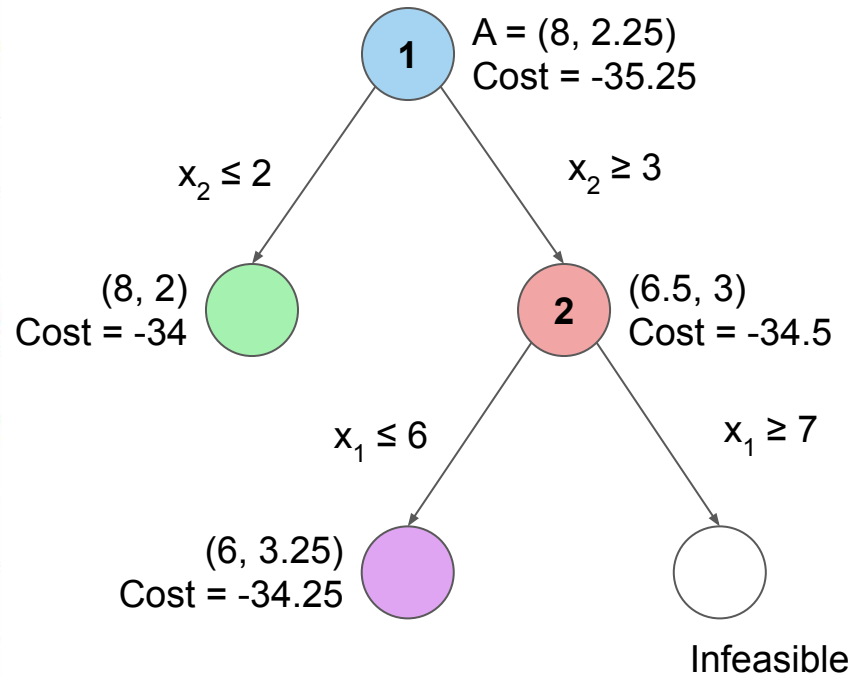 1
A = (8, 2.25)
Cost = -35.25
x₂ ≤ 2
x₂ ≥ 3
(8, 2)
Cost = -34
2
(6.5, 3)
Cost = -34.5
x₁ ≤ 6
x₁ ≥ 7
(6, 3.25)
Cost = -34.25
Infeasible